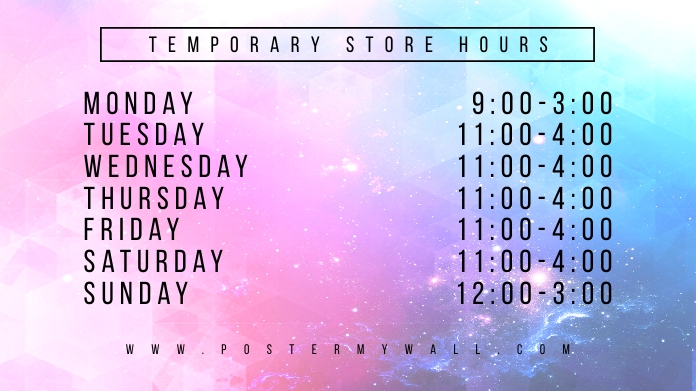 TEMPORARY STORE HOURS
MONDAY 9:00-3:00
TUESDAY 11:00-4:00
WEDNESDAY 11:00-4:00
THURSDAY 11:00-4:00
FRIDAY 11:00-4:00
SATURDAY 11:00-4:00
SUNDAY 12:00-3:00
WWW.POSTERMYWALL.COM